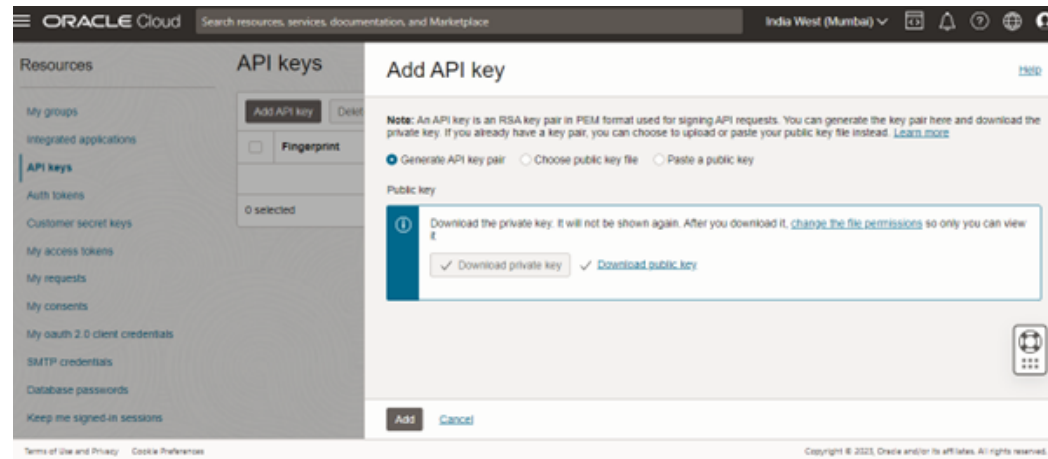 ORACLE Cloud
Search resources, services, documentation, and Marketplace
India West (Mumbai)
Resources
My groups
Integrated applications
API keys
Auth tokens
Customer secret keys
My access tokens
My requests
My consents
My oauth 2.0 client credentials
SMTP credentials
Database passwords
Keep me signed-in sessions
API keys
Add API key
Delet
Fingerprint
0 selected
Add API key
Help
Note: An API key is an RSA key pair in PEM format used for signing API requests. You can generate the key pair here and download the
private key. If you already have a key pair, you can choose to upload or paste your public key file instead. Learn more
Generate API key pair
Choose public key file
Paste a public key
Public key
Download the private key. It will not be shown again. After you download it, change the file permissions so only you can view
it.
Download private key
Download public key
Add
Cancel
Terms of Use and Privacy
Cookie Preferences
Copyright © 2023, Oracle and/or its affiliates. All rights reserved.